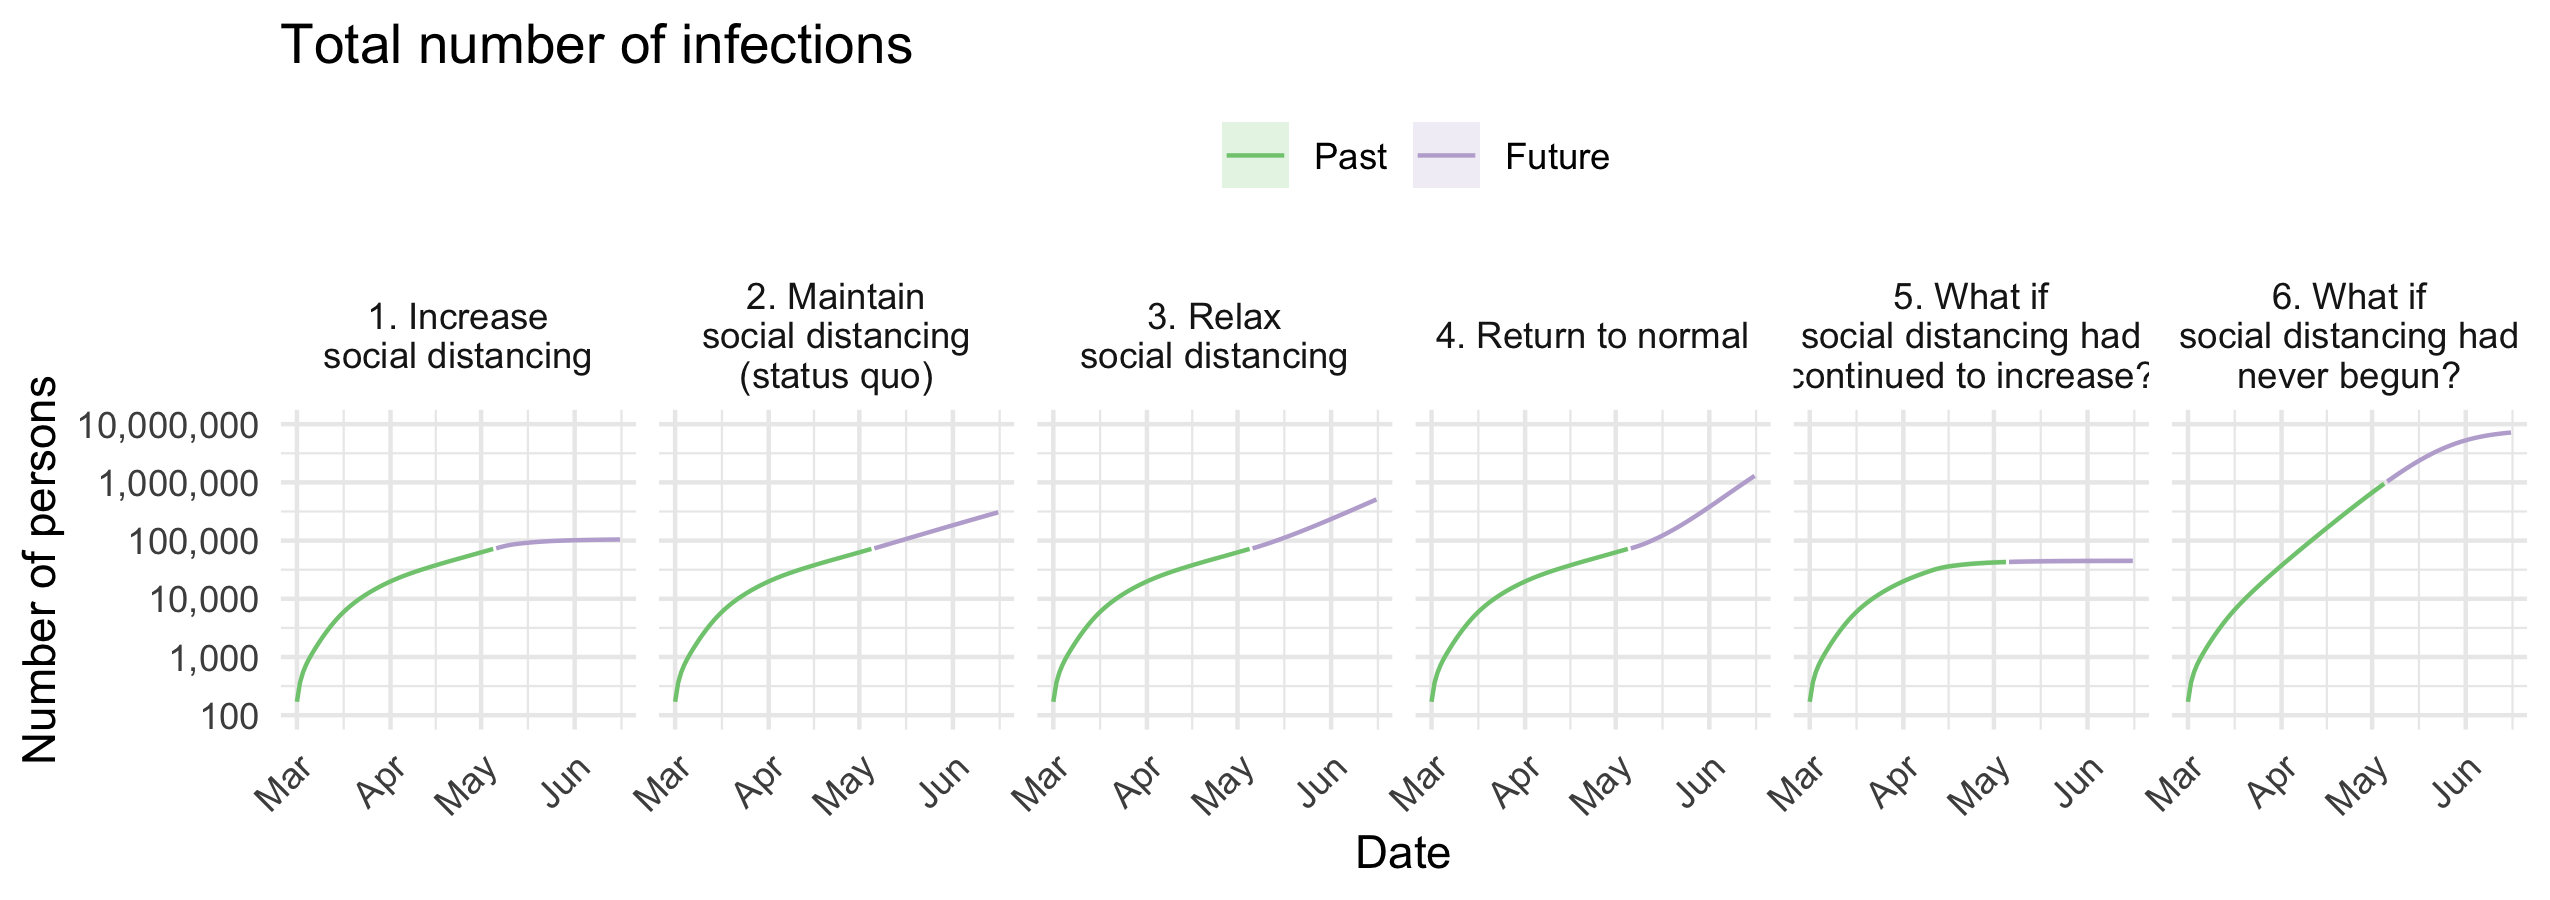 Total number of infections
Past
Future
1. Increase
social distancing
2. Maintain
social distancing
(status quo)
3. Relax
social distancing
4. Return to normal
5. What if
social distancing had
continued to increase?
6. What if
social distancing had
never begun?
Number of persons
10,000,000
1,000,000
100,000
10,000
1,000
100
Mar Apr May Jun
Mar Apr May Jun
Mar Apr May Jun
Mar Apr May Jun
Mar Apr May Jun
Mar Apr May Jun
Date